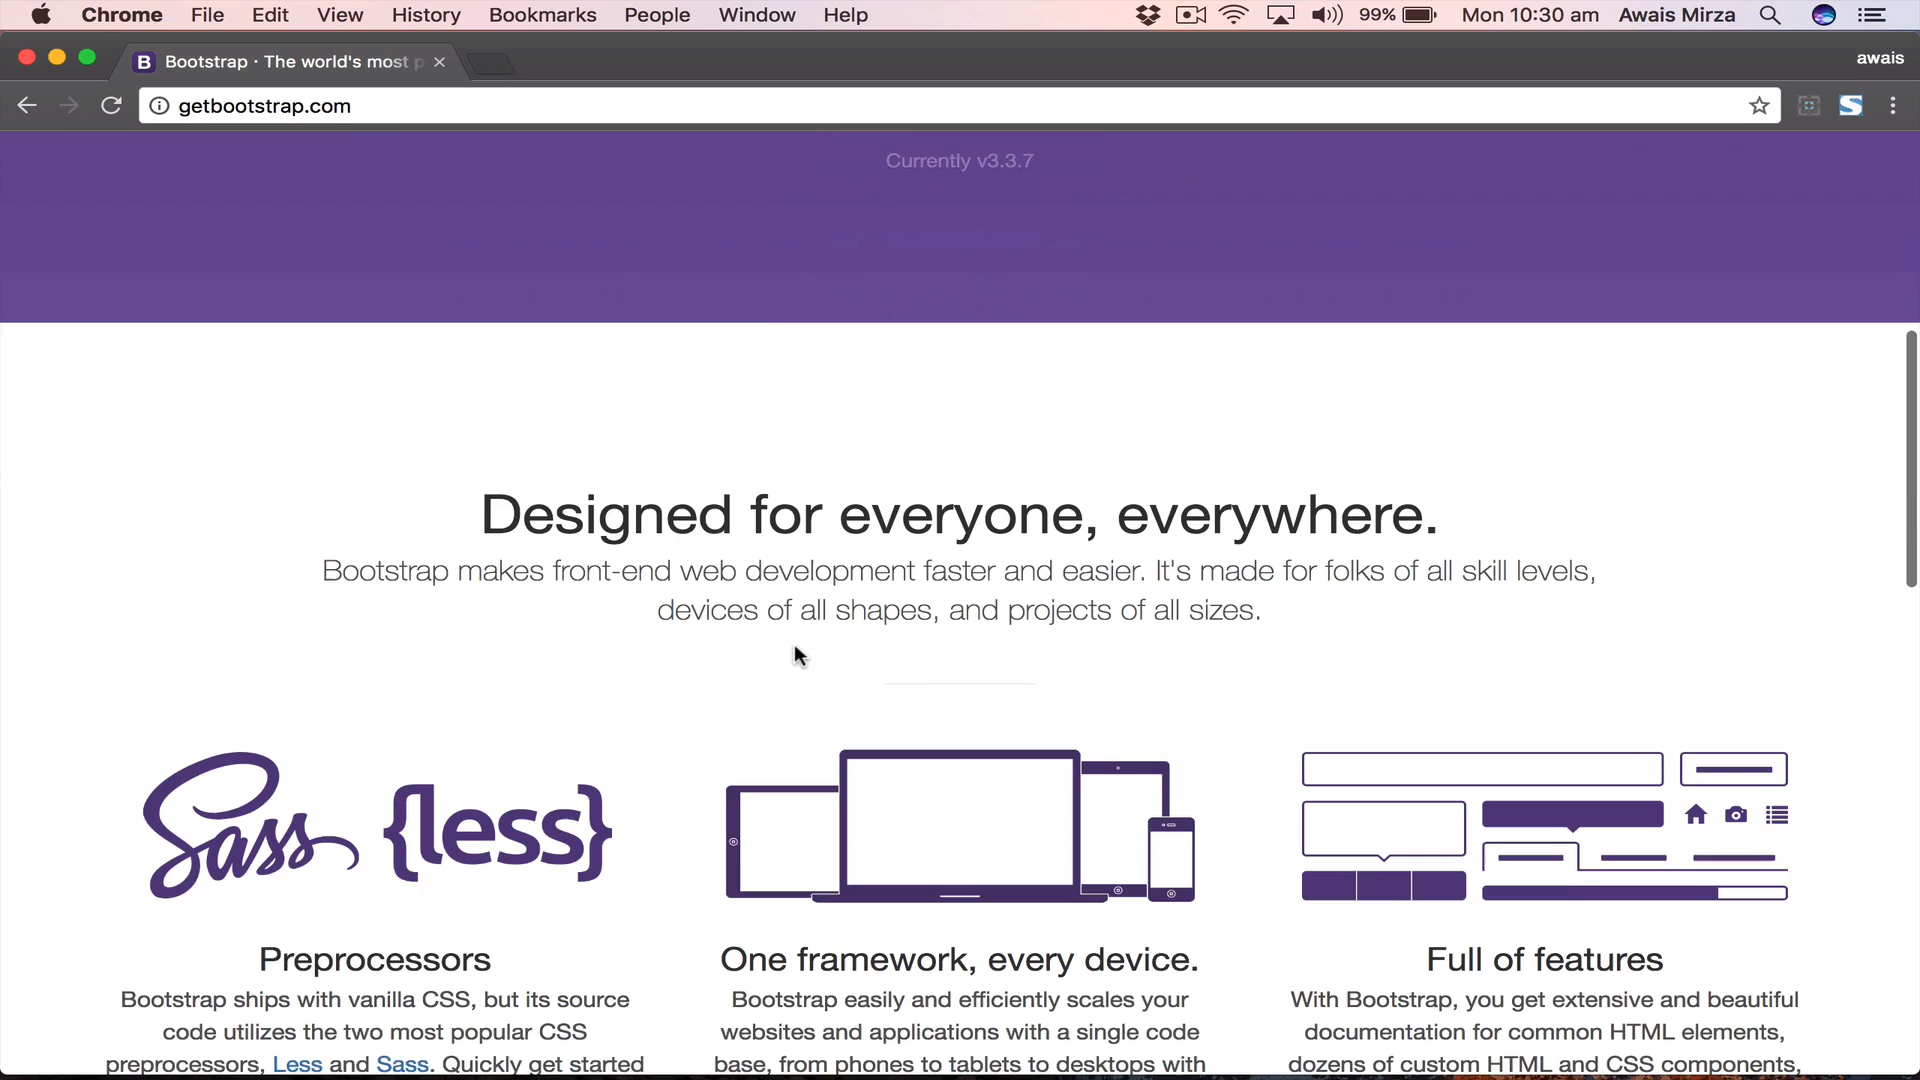 Chrome File Edit View History Bookmarks People Window Help 99% Mon 10:30 am Awais Mirza
B Bootstrap · The world's most p awais
getbootstrap.com S
Currently v3.3.7
Designed for everyone, everywhere.
Bootstrap makes front-end web development faster and easier. It's made for folks of all skill levels,
devices of all shapes, and projects of all sizes.
Sass {less}
Preprocessors
Bootstrap ships with vanilla CSS, but its source
code utilizes the two most popular CSS
preprocessors, Less and Sass. Quickly get started
One framework, every device.
Bootstrap easily and efficiently scales your
websites and applications with a single code
base, from phones to tablets to desktops with
Full of features
With Bootstrap, you get extensive and beautiful
documentation for common HTML elements,
dozens of custom HTML and CSS components,